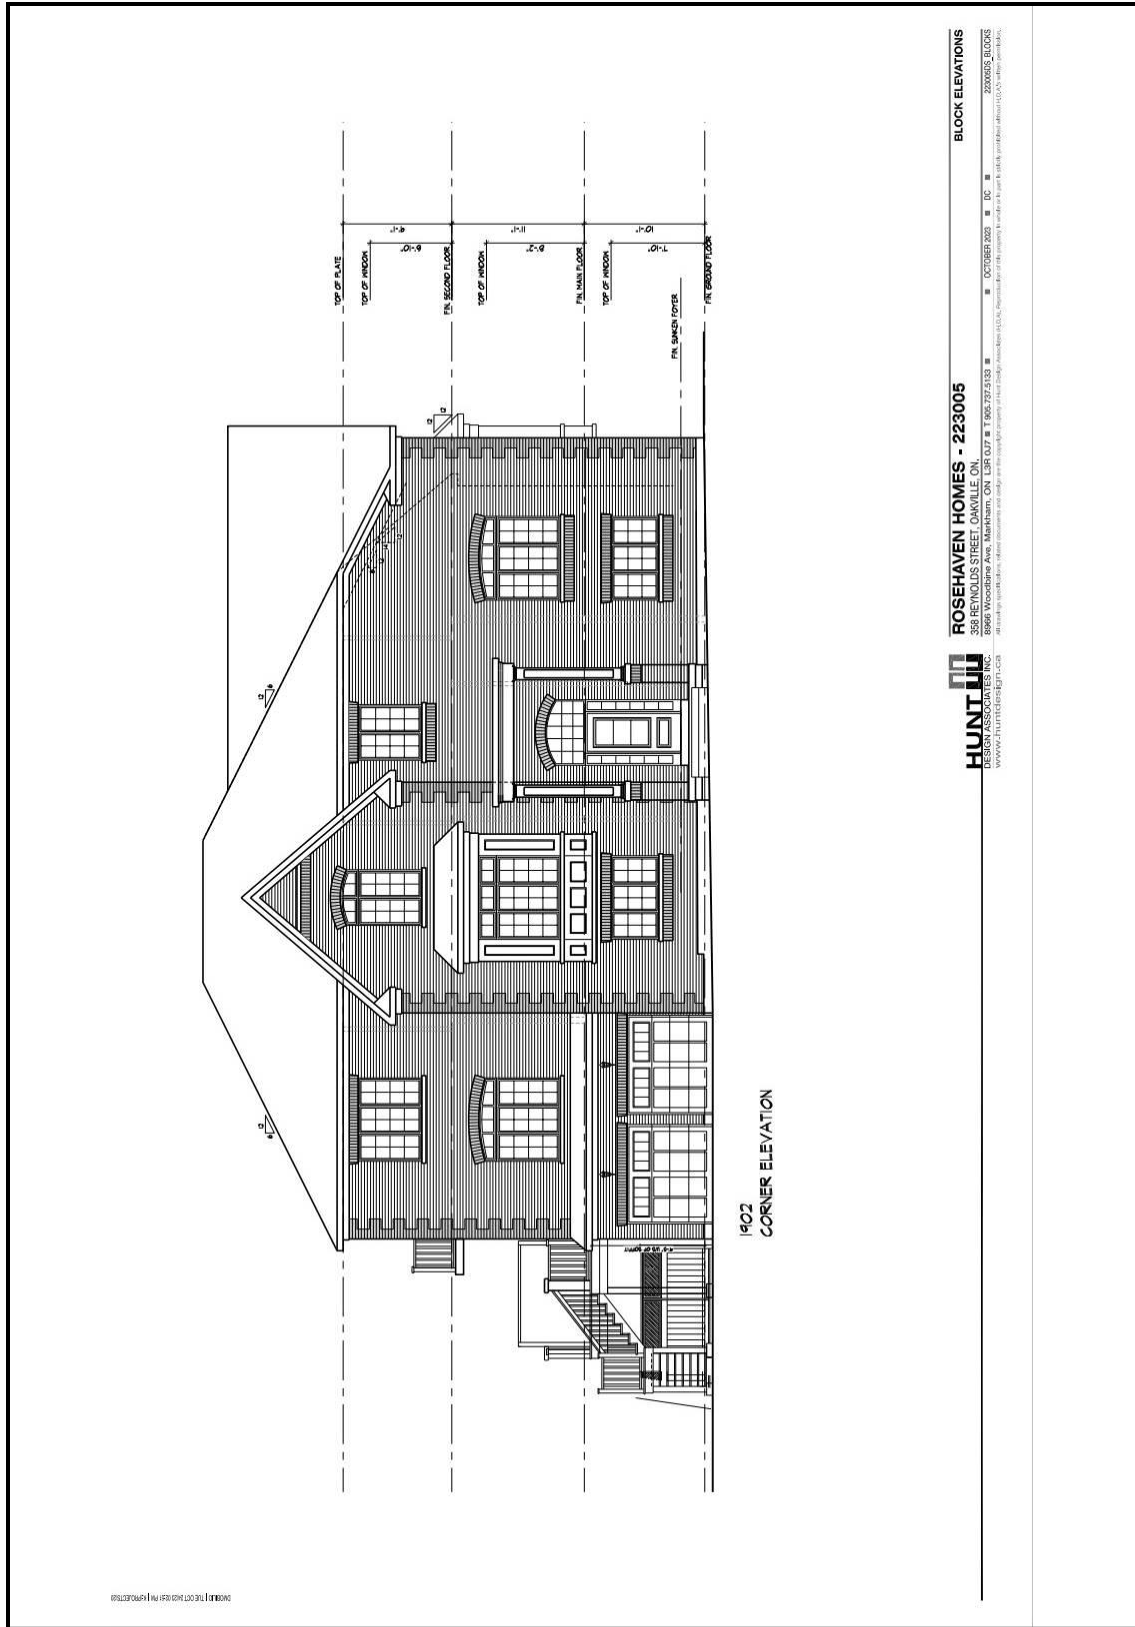 TOP OF PLATE
TOP OF WINDOW
FIN. SECOND FLOOR
TOP OF WINDOW
FIN. MAIN FLOOR
TOP OF WINDOW
FIN. SUNKEN FOYER
FIN. GROUND FLOOR
9'-1"
11'-1"
10'-1"
7'-10"
12
12
12
6
12
6
1902
CORNER ELEVATION
BLOCK ELEVATIONS
ROSEHAVEN HOMES - 223005
358 REYNOLDS STREET, OAKVILLE, ON.
8966 Woodbine Ave, Markham, ON L3R 0J7 ■ T 905.737.5133 ■ OCTOBER 2023 ■ DC ■ 223005DS_BLOCKS
HUNT
DESIGN ASSOCIATES INC.
www.huntdesign.ca